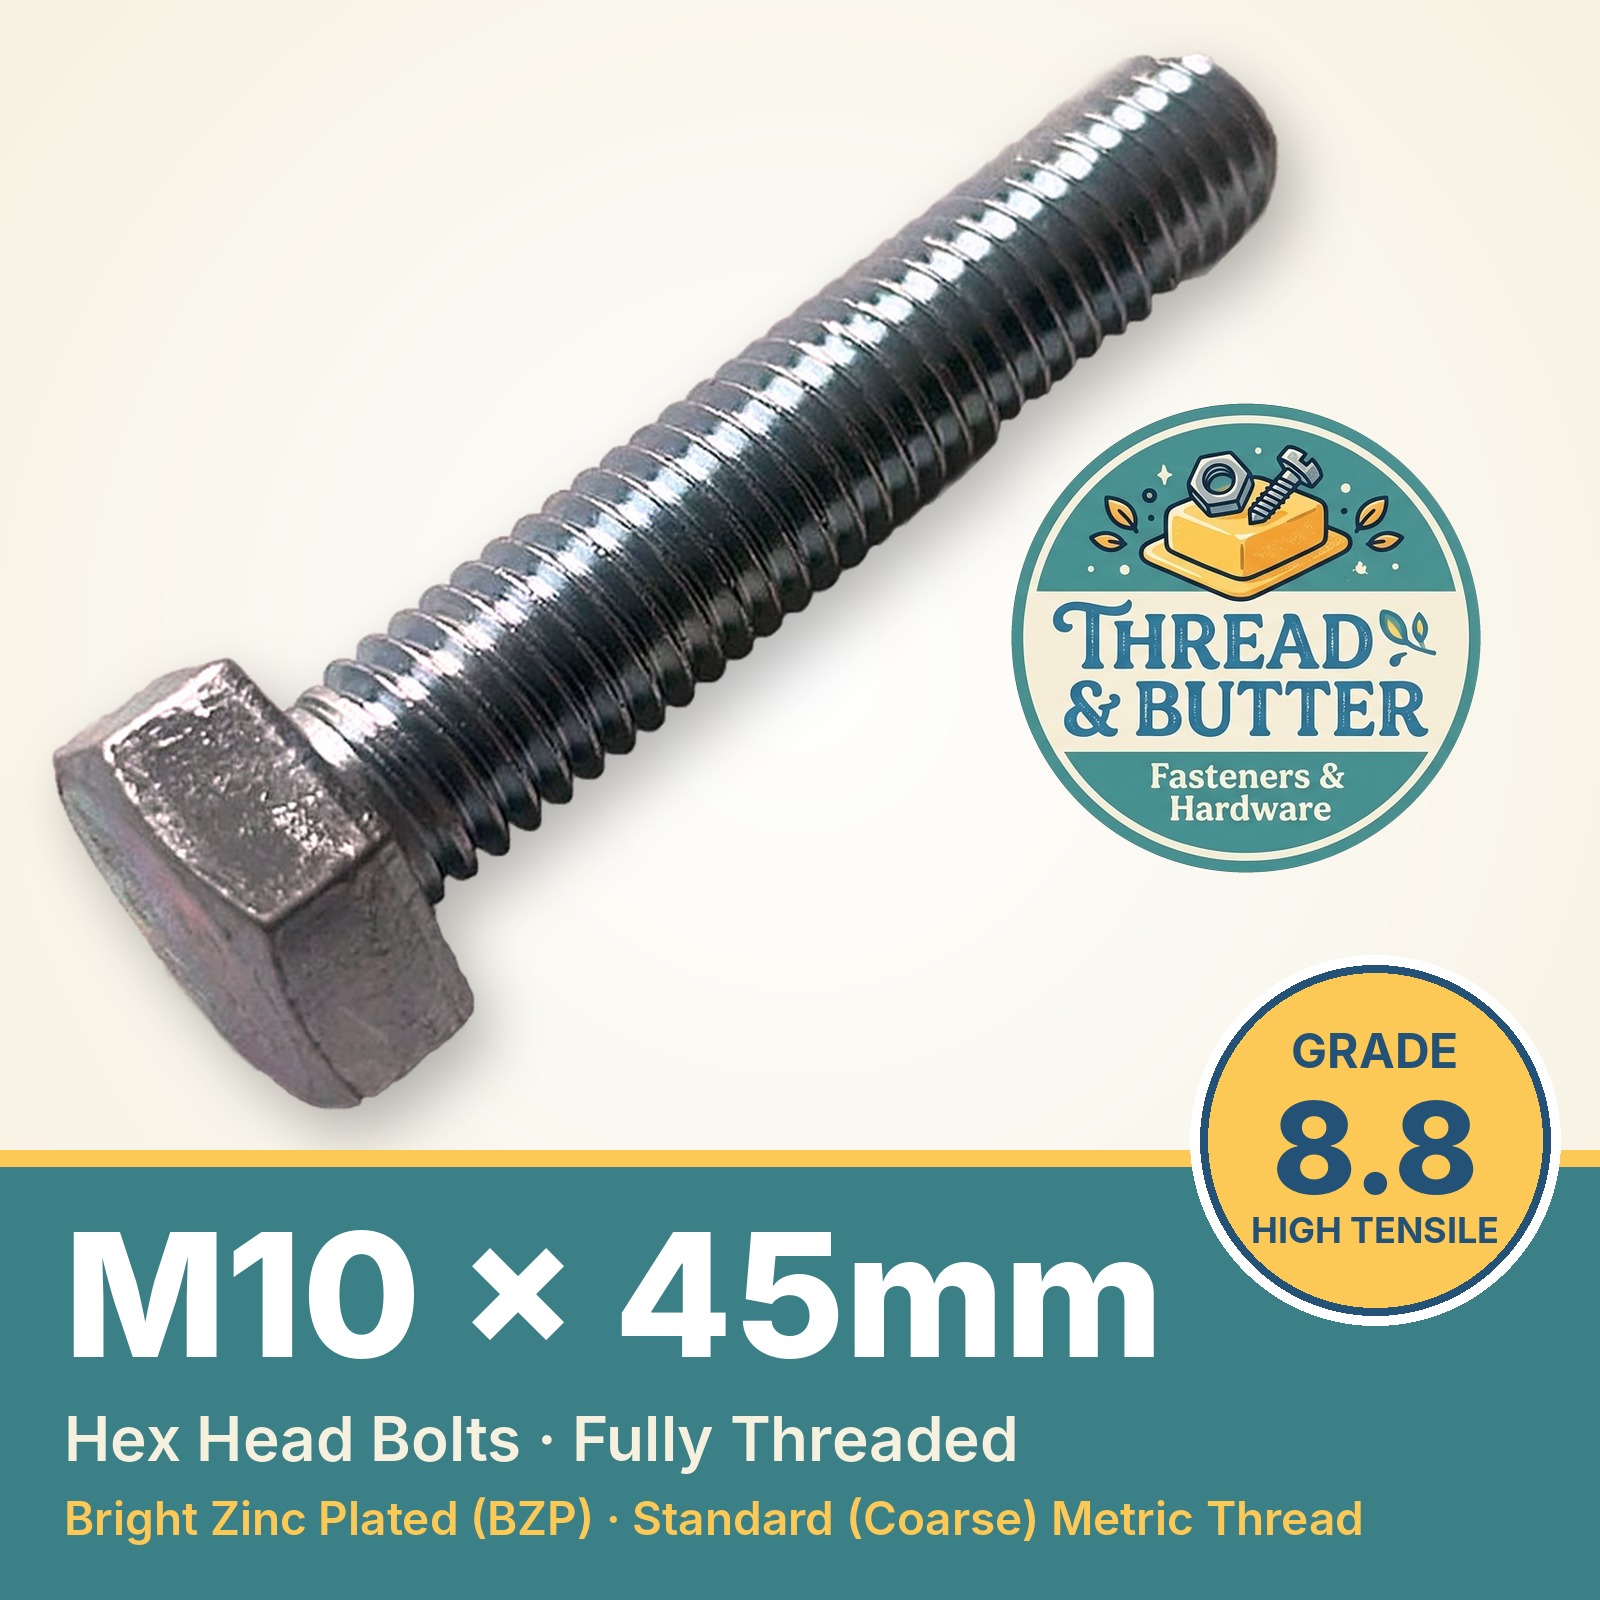 THREAD
& BUTTER
Fasteners &
Hardware
GRADE
8.8
HIGH TENSILE
M10 × 45mm
Hex Head Bolts · Fully Threaded
Bright Zinc Plated (BZP) · Standard (Coarse) Metric Thread